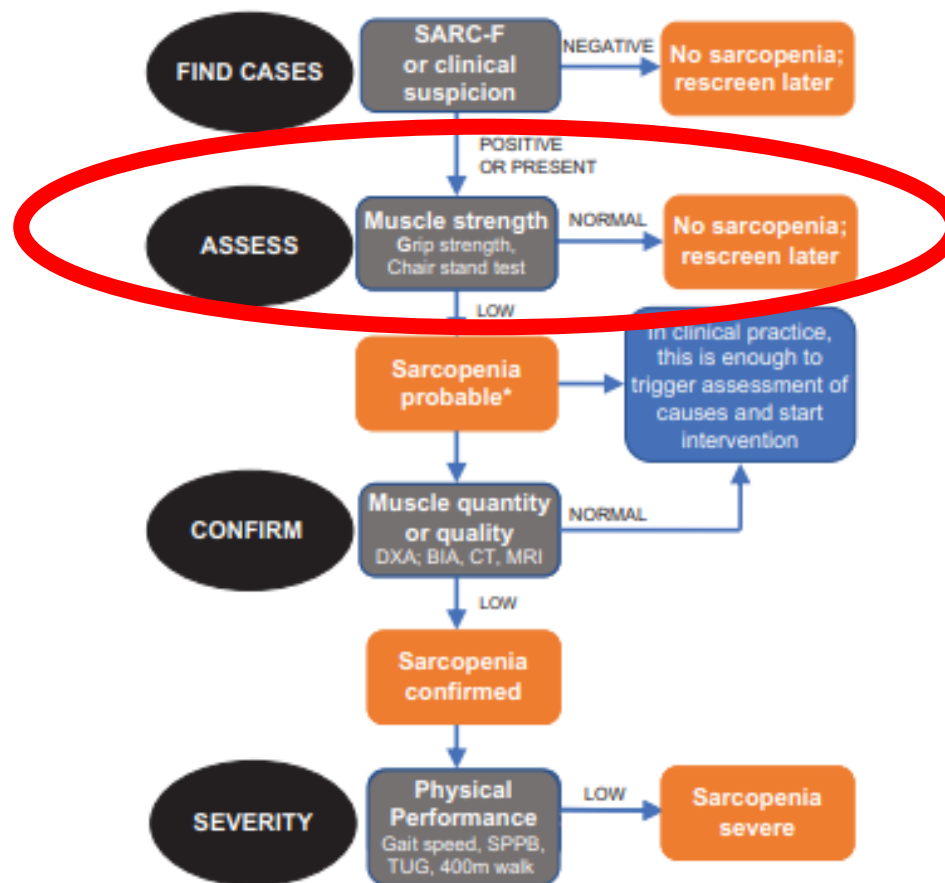 FIND CASES
SARC-F
or clinical
suspicion
NEGATIVE
No sarcopenia;
rescreen later
POSITIVE
OR PRESENT
ASSESS
Muscle strength
Grip strength,
Chair stand test
NORMAL
No sarcopenia;
rescreen later
LOW
Sarcopenia
probable*
In clinical practice,
this is enough to
trigger assessment of
causes and start
intervention
CONFIRM
Muscle quantity
or quality
DXA; BIA, CT, MRI
NORMAL
LOW
Sarcopenia
confirmed
SEVERITY
Physical
Performance
Gait speed, SPPB,
TUG, 400m walk
LOW
Sarcopenia
severe